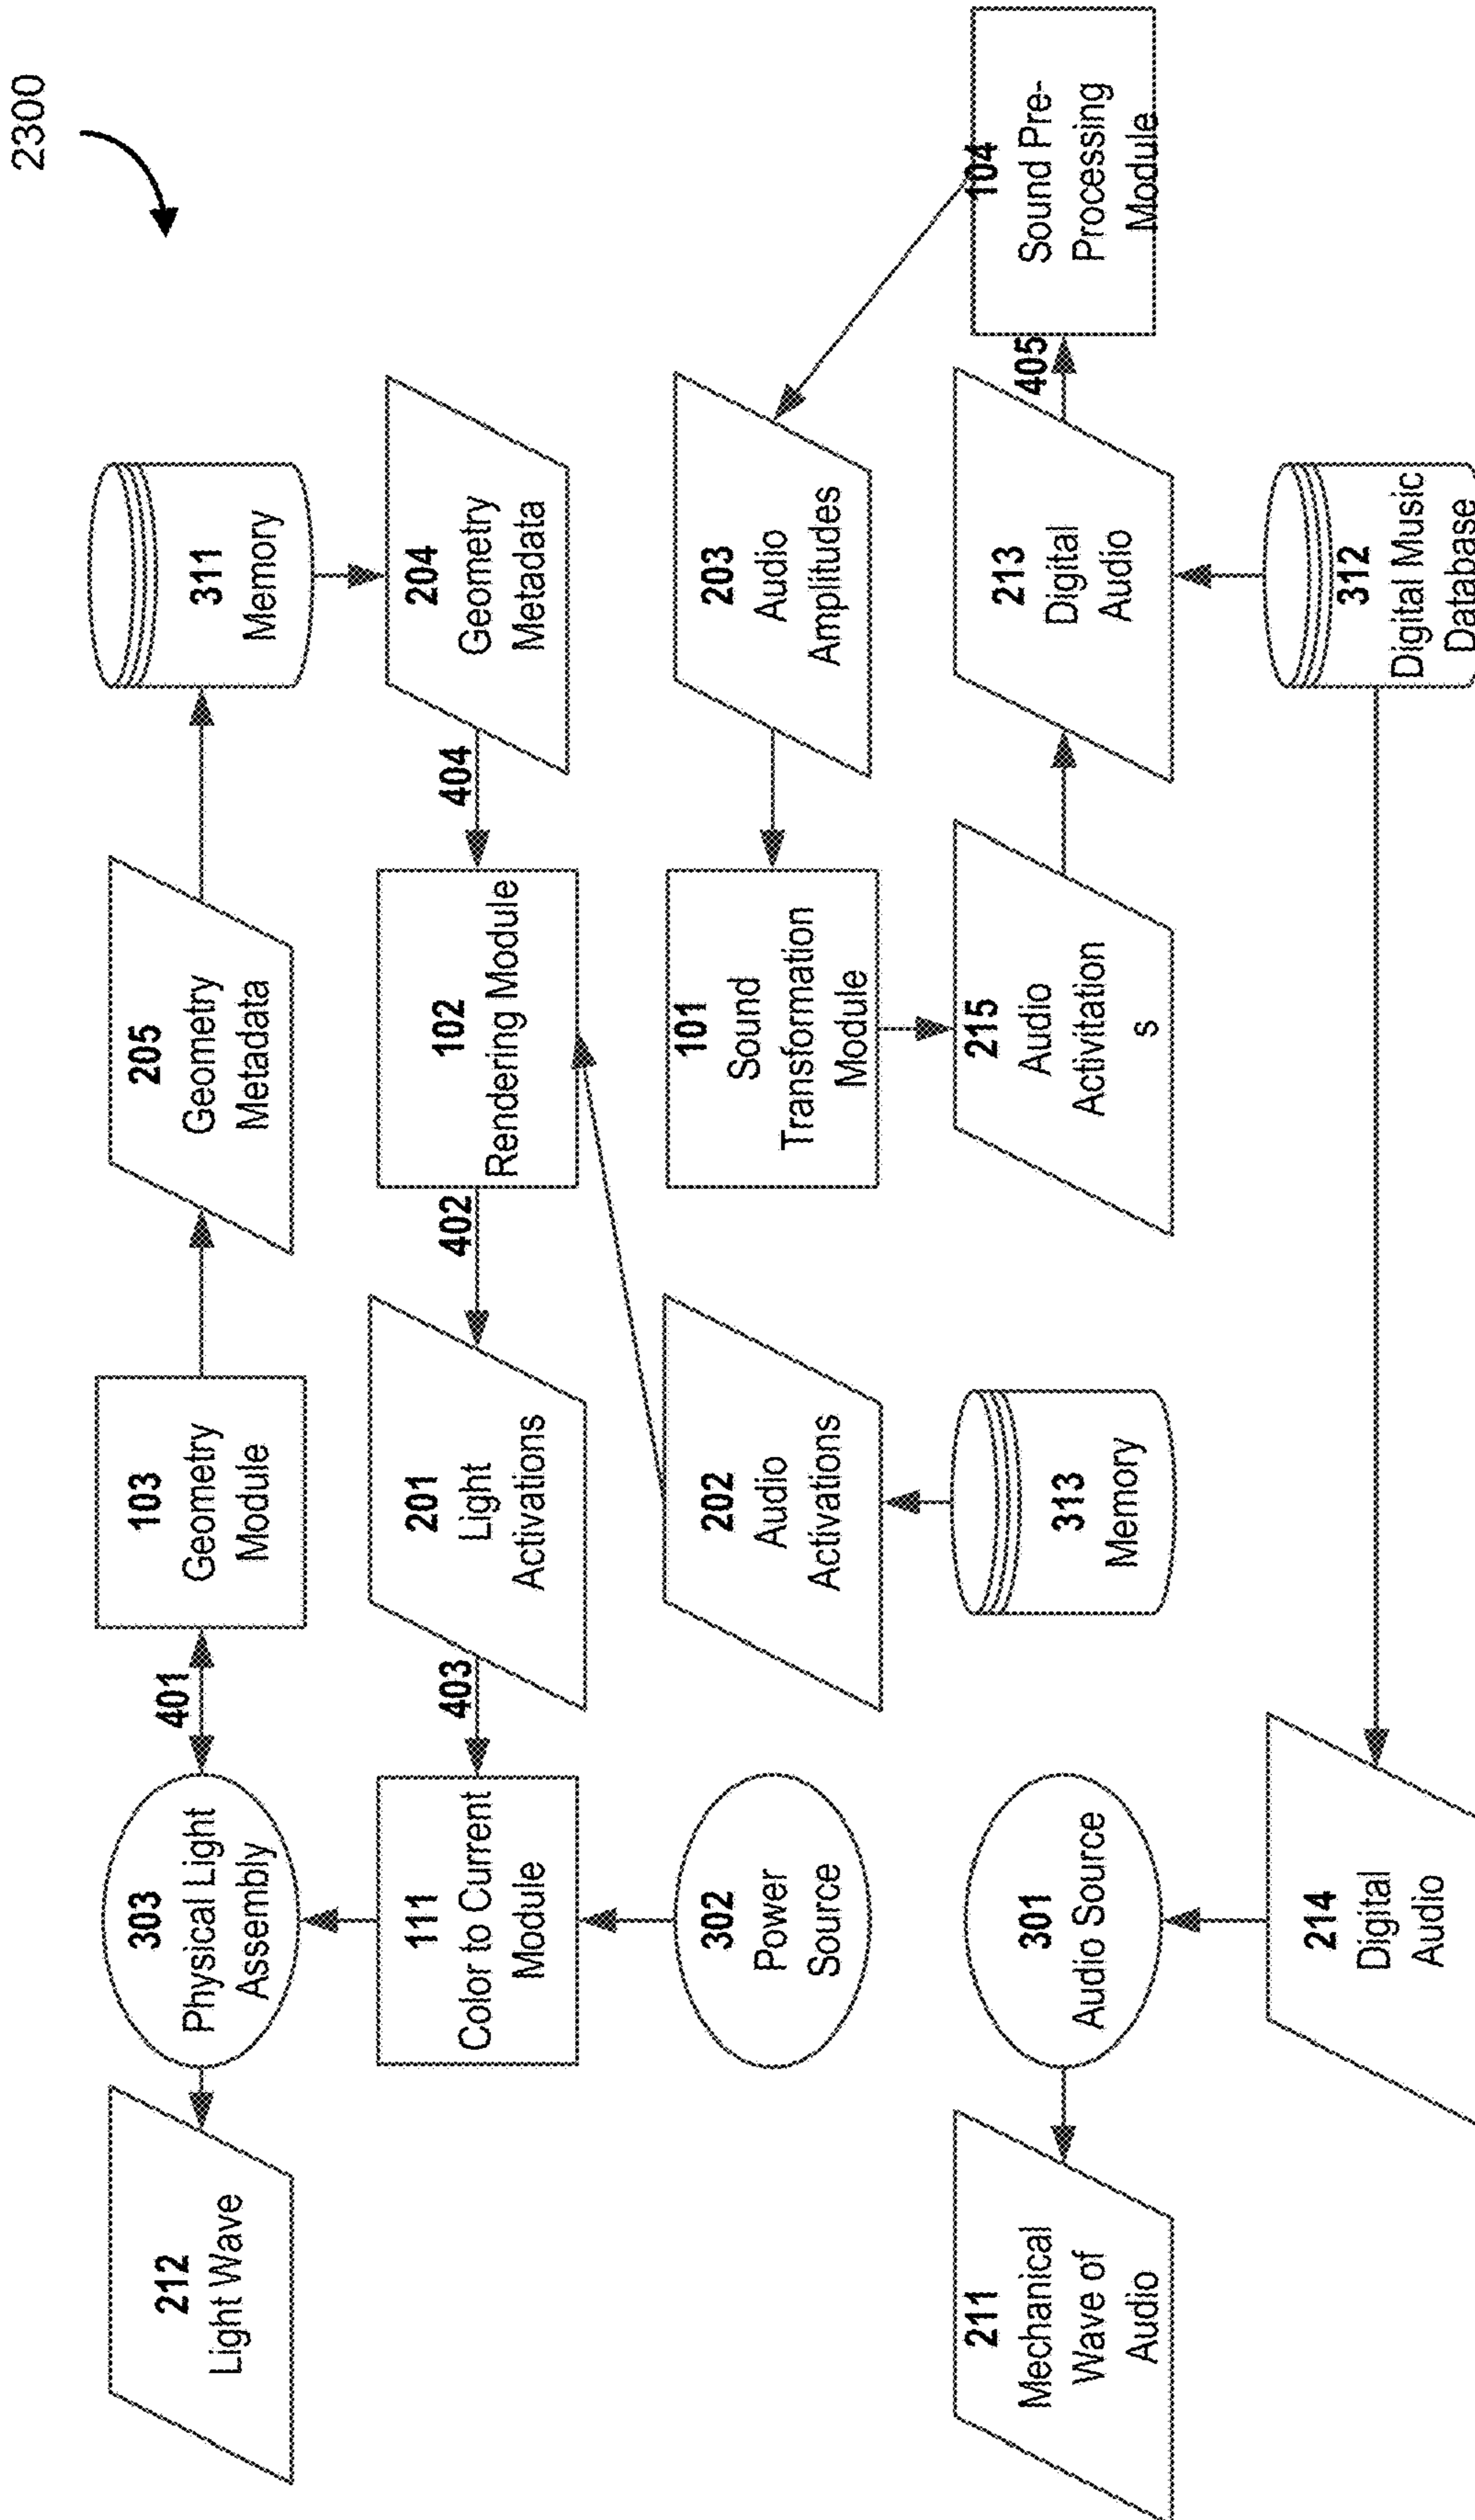 2300
212
Light Wave
303
Physical Light
Assembly
401
103
Geometry
Module
205
Geometry
Metadata
311
Memory
111
Color to Current
Module
403
201
Light
Activations
402
102
Rendering Module
404
204
Geometry
Metadata
302
Power
Source
202
Audio
Activations
101
Sound
Transformation
Module
203
Audio
Amplitudes
211
Mechanical
Wave of
Audio
301
Audio Source
313
Memory
215
Audio
Activitation
s
213
Digital
Audio
405
104
Sound Pre-
Processing
Module
214
Digital
Audio
312
Digital Music
Database